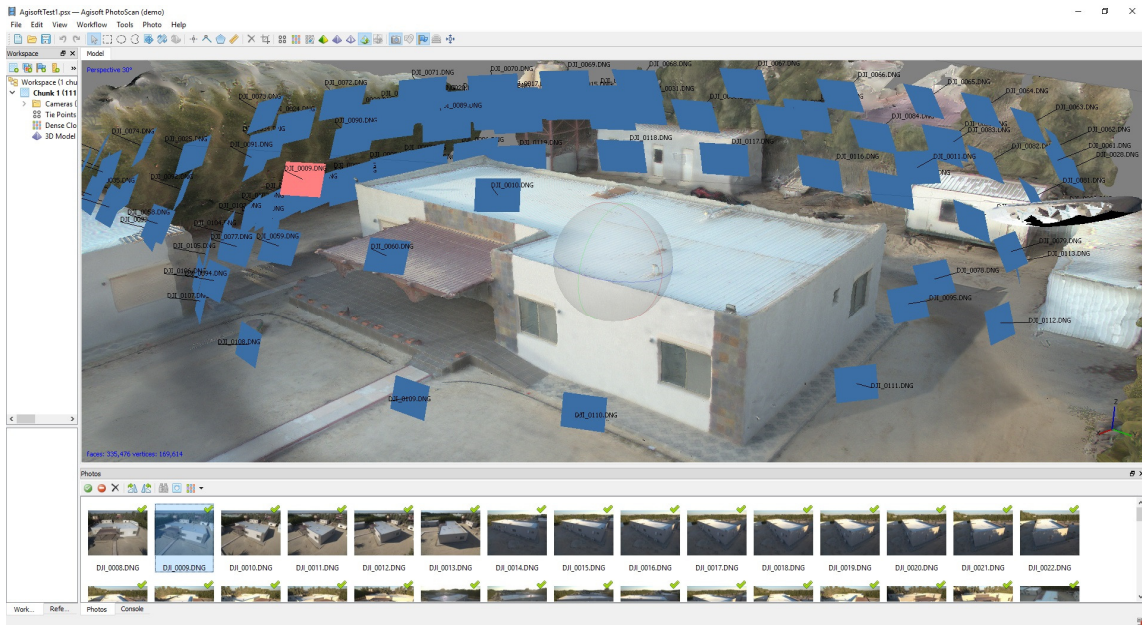 AgisoftTest1.psx — Agisoft PhotoScan (demo)
File Edit View Workflow Tools Photo Help
Workspace
Model
Perspective 30°
Workspace (1 chu
Chunk 1 (111
Cameras (
Tie Points
Dense Clo
3D Model
DJI_0072.DNG
DJI_0071.DNG
DJI_0070.DNG
DJI_0069.DNG
DJI_0068.DNG
DJI_0067.DNG
DJI_0066.DNG
DJI_0065.DNG
DJI_0064.DNG
DJI_0063.DNG
DJI_0073.DNG
DJI_0074.DNG
DJI_0090.DNG
DJI_0091.DNG
DJI_0084.DNG
DJI_0083.DNG
DJI_0062.DNG
DJI_0061.DNG
DJI_0028.DNG
DJI_0118.DNG
DJI_0117.DNG
DJI_0116.DNG
DJI_0011.DNG
DJI_0081.DNG
DJI_0009.DNG
DJI_0010.DNG
DJI_0077.DNG
DJI_0059.DNG
DJI_0060.DNG
DJI_0079.DNG
DJI_0113.DNG
DJI_0078.DNG
DJI_0095.DNG
DJI_0112.DNG
DJI_0108.DNG
DJI_0111.DNG
DJI_0109.DNG
DJI_0110.DNG
Z
Faces: 335,476 vertices: 169,614
Photos
DJI_0008.DNG DJI_0009.DNG DJI_0010.DNG DJI_0011.DNG DJI_0012.DNG DJI_0013.DNG DJI_0014.DNG DJI_0015.DNG DJI_0016.DNG DJI_0017.DNG DJI_0018.DNG DJI_0019.DNG DJI_0020.DNG DJI_0021.DNG DJI_0022.DNG
Work... Refe... Photos Console